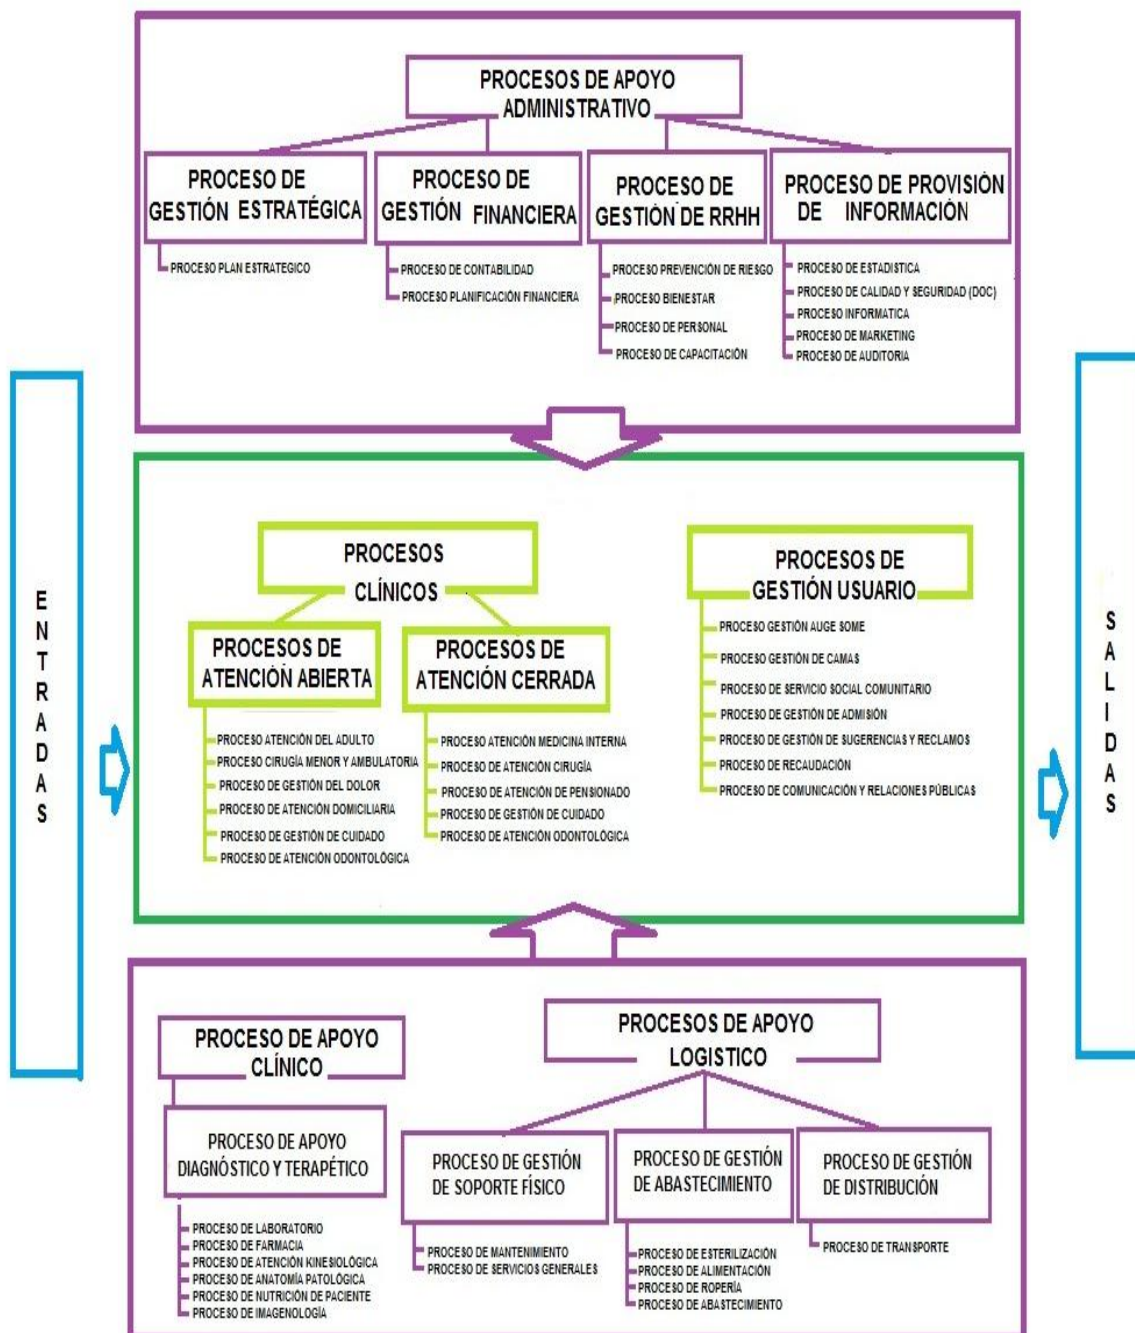 PROCESOS DE APOYO
ADMINISTRATIVO
PROCESO DE
GESTIÓN ESTRATÉGICA
PROCESO PLAN ESTRATEGICO
PROCESO DE
GESTIÓN FINANCIERA
PROCESO DE CONTABILIDAD
PROCESO PLANIFICACIÓN FINANCIERA
PROCESO DE
GESTIÓN DE RRHH
PROCESO PREVENCIÓN DE RIESGO
PROCESO BIENESTAR
PROCESO DE PERSONAL
PROCESO DE CAPACITACIÓN
PROCESO DE PROVISIÓN
DE INFORMACIÓN
PROCESO DE ESTADISTICA
PROCESO DE CALIDAD Y SEGURIDAD (DOC)
PROCESO INFORMATICA
PROCESO DE MARKETING
PROCESO DE AUDITORIA
ENTRADAS
PROCESOS
CLÍNICOS
PROCESOS DE
ATENCIÓN ABIERTA
PROCESO ATENCIÓN DEL ADULTO
PROCESO CIRUGÍA MENOR Y AMBULATORIA
PROCESO DE GESTIÓN DEL DOLOR
PROCESO DE ATENCIÓN DOMICILIARIA
PROCESO DE GESTIÓN DE CUIDADO
PROCESO DE ATENCIÓN ODONTOLÓGICA
PROCESOS DE
ATENCIÓN CERRADA
PROCESO ATENCIÓN MEDICINA INTERNA
PROCESO DE ATENCIÓN CIRUGÍA
PROCESO DE ATENCIÓN DE PENSIONADO
PROCESO DE GESTIÓN DE CUIDADO
PROCESO DE ATENCIÓN ODONTOLÓGICA
PROCESOS DE
GESTIÓN USUARIO
PROCESO GESTIÓN AUGE SOME
PROCESO GESTIÓN DE CAMAS
PROCESO DE SERVICIO SOCIAL COMUNITARIO
PROCESO DE GESTIÓN DE ADMISIÓN
PROCESO DE GESTIÓN DE SUGERENCIAS Y RECLAMOS
PROCESO DE RECAUDACIÓN
PROCESO DE COMUNICACIÓN Y RELACIONES PÚBLICAS
SALIDAS
PROCESO DE APOYO
CLÍNICO
PROCESO DE APOYO
DIAGNÓSTICO Y TERAPÉTICO
PROCESO DE LABORATORIO
PROCESO DE FARMACIA
PROCESO DE ATENCIÓN KINESIOLÓGICA
PROCESO DE ANATOMÍA PATOLÓGICA
PROCESO DE NUTRICIÓN DE PACIENTE
PROCESO DE IMAGENOLOGÍA
PROCESOS DE APOYO
LOGISTICO
PROCESO DE GESTIÓN
DE SOPORTE FÍSICO
PROCESO DE MANTENIMIENTO
PROCESO DE SERVICIOS GENERALES
PROCESO DE GESTIÓN
DE ABASTECIMIENTO
PROCESO DE ESTERILIZACIÓN
PROCESO DE ALIMENTACIÓN
PROCESO DE ROPERÍA
PROCESO DE ABASTECIMIENTO
PROCESO DE GESTIÓN
DE DISTRIBUCIÓN
PROCESO DE TRANSPORTE